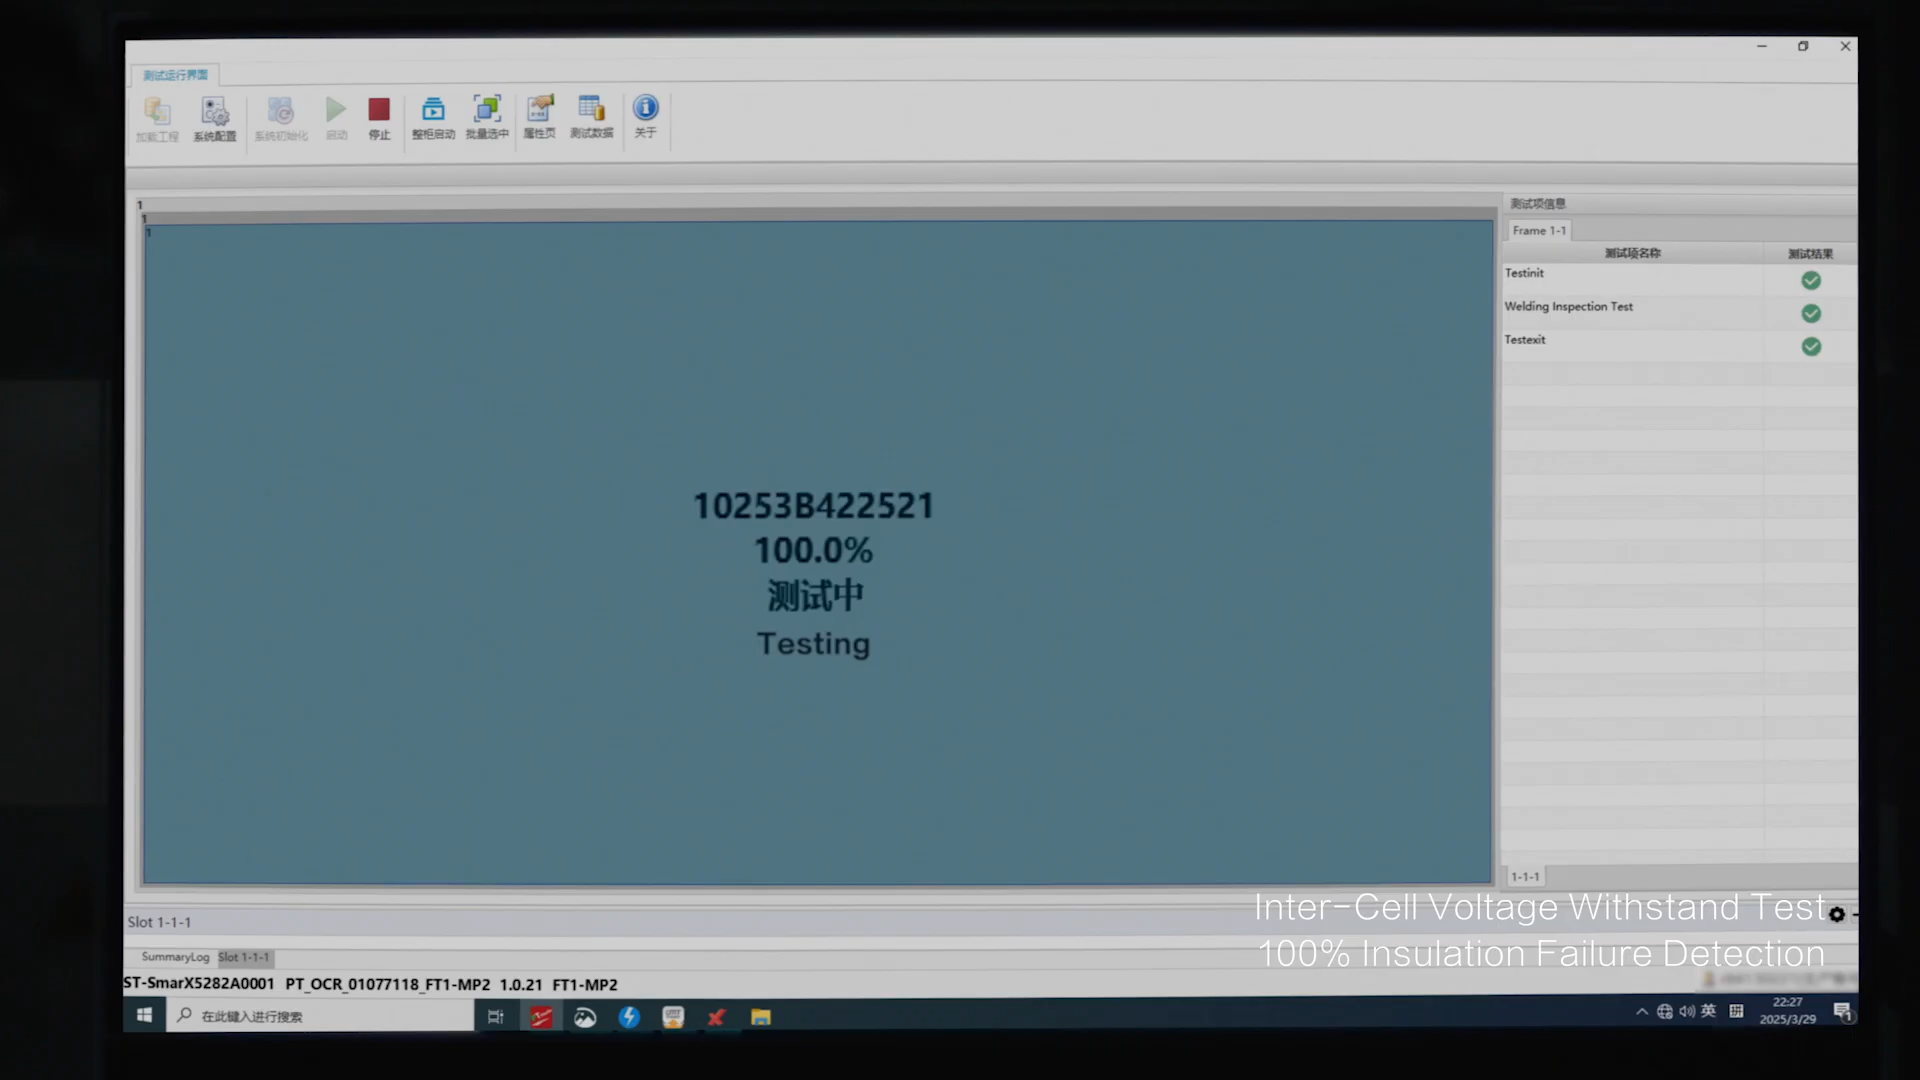 测试运行界面
加载工程 系统配置 系统初始化 启动 停止 整柜启动 批量选中 属性页 测试数据 关于
1
1
1
测试项信息
Frame 1-1
测试项名称 测试结果
Testinit
Welding Inspection Test
Testexit
10253B422521
100.0%
测试中
Testing
1-1-1
Slot 1-1-1
Inter-Cell Voltage Withstand Test
100% Insulation Failure Detection
SummaryLog Slot 1-1-1
ST-SmarX5282A0001 PT_OCR_01077118_FT1-MP2 1.0.21 FT1-MP2
在此键入进行搜索
英
22:27
2025/3/29
1